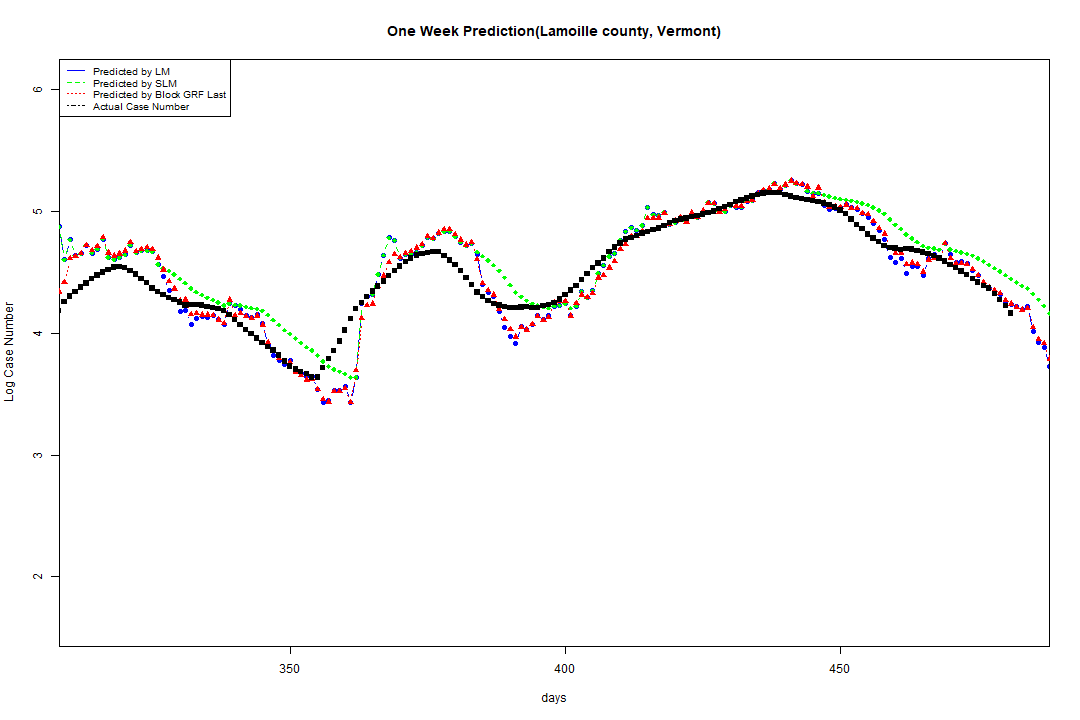 One Week Prediction(Lamoille county, Vermont)
Predicted by LM
Predicted by SLM
Predicted by Block GRF Last
Actual Case Number
6
5
4
3
2
Log Case Number
350
400
450
days